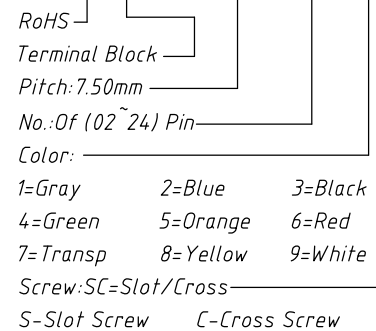 RoHS
Terminal Block
Pitch:7.50mm
No.:Of (02~24) Pin
Color:
1=Gray 2=Blue 3=Black
4=Green 5=Orange 6=Red
7=Transp 8=Yellow 9=White
Screw:SC=Slot/Cross
S-Slot Screw C-Cross Screw